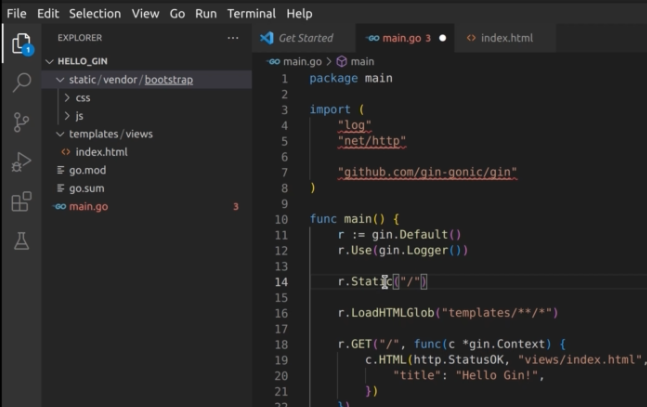 File Edit Selection View Go Run Terminal Help
EXPLORER ...
Get Started
main.go 3
index.html
1
HELLO_GIN
static/vendor/bootstrap
css
js
templates/views
index.html
go.mod
go.sum
main.go 3
main.go > main
1 package main
2
3 import (
4 "log"
5 "net/http"
6
7 "github.com/gin-gonic/gin"
8 )
9
10 func main() {
11 r := gin.Default()
12 r.Use(gin.Logger())
13
14 r.Static("/")
15
16 r.LoadHTMLGlob("templates/**/*")
17
18 r.GET("/", func(c *gin.Context) {
19 c.HTML(http.StatusOK, "views/index.html",
20 "title": "Hello Gin!",
21 })
22 })